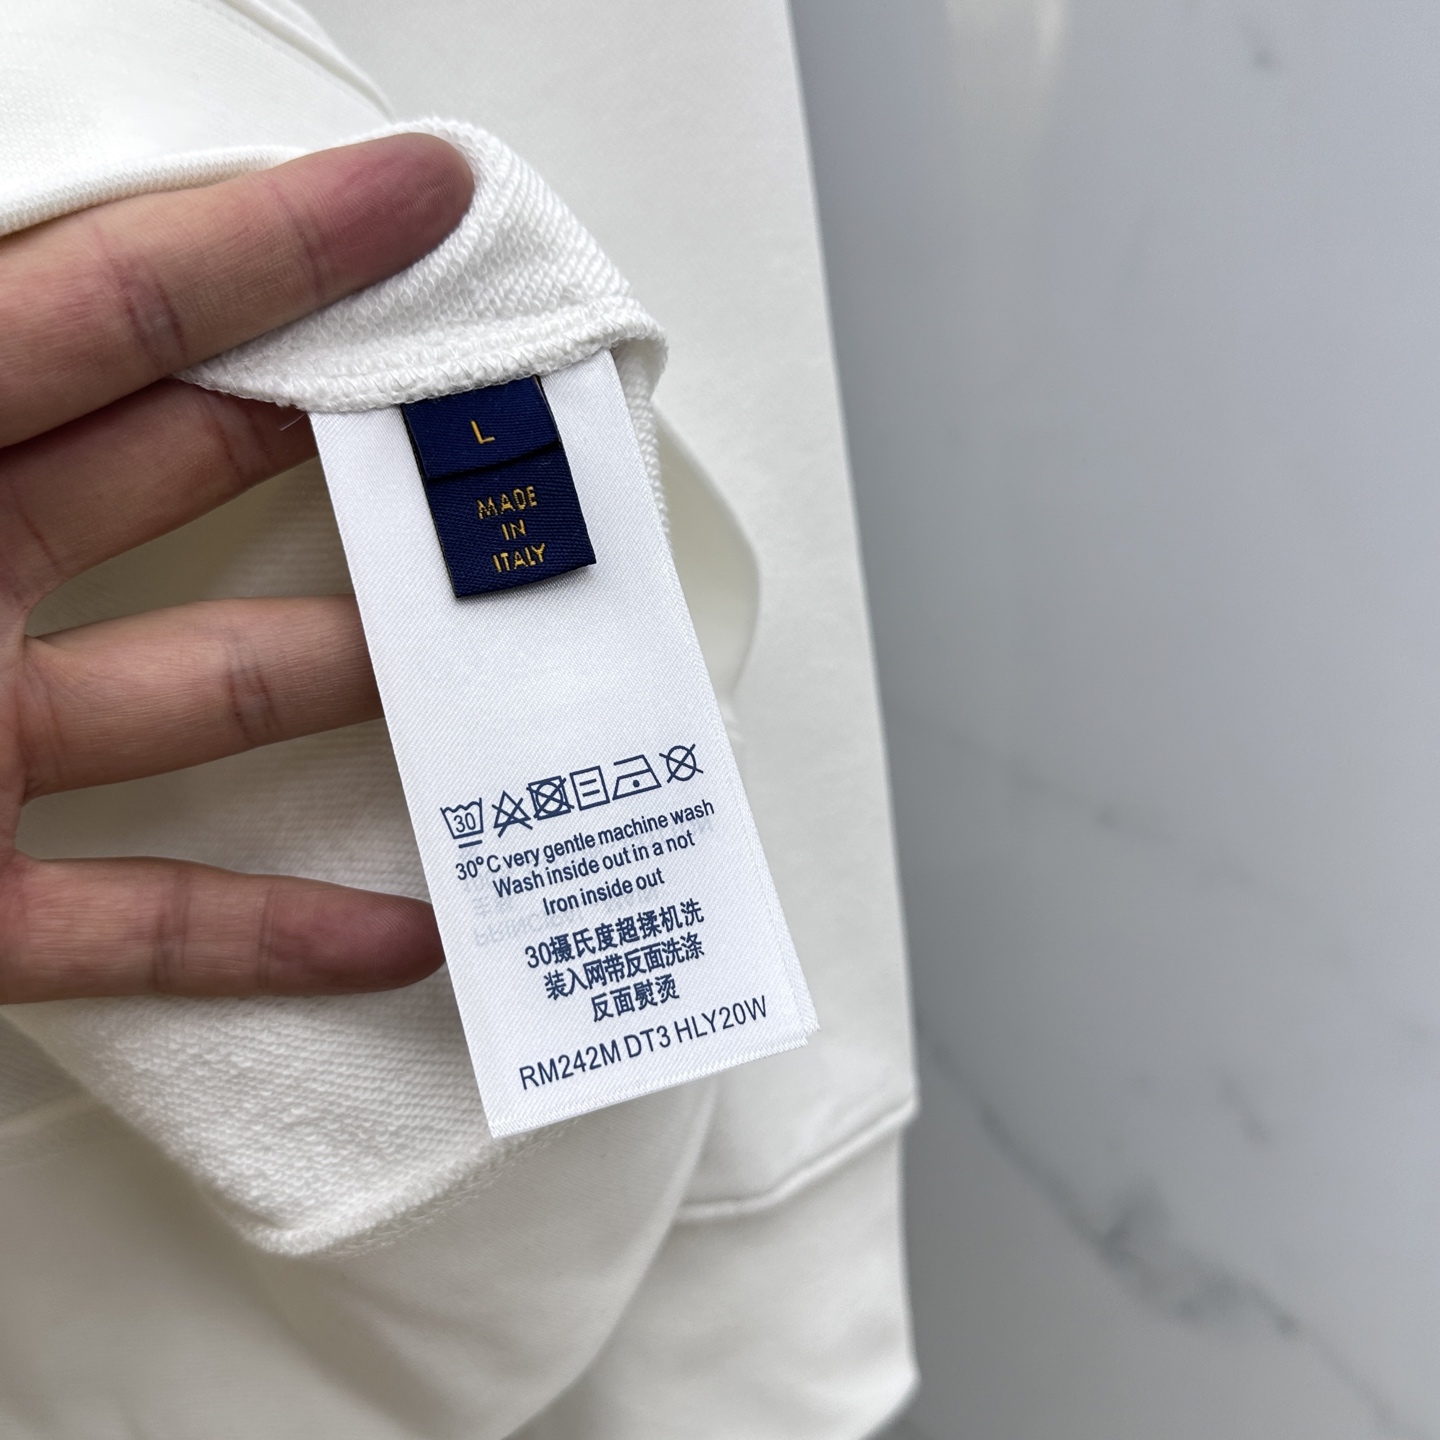 L
MADE
IN
ITALY
30
30°C very gentle machine wash
Wash inside out in a not
Iron inside out
30摄氏度超揉机洗
装入网带反面洗涤
反面熨烫
RM242M DT3 HLY20W